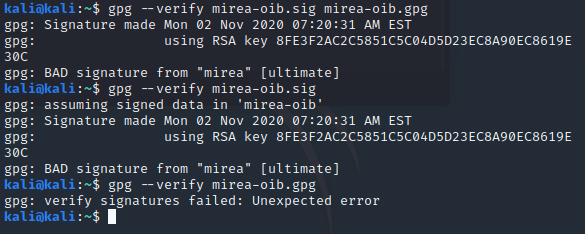 kali@kali:~$ gpg --verify mirea-oib.sig mirea-oib.gpg
gpg: Signature made Mon 02 Nov 2020 07:20:31 AM EST
gpg:                using RSA key 8FE3F2AC2C5851C5C04D5D23EC8A90EC8619E
30C
gpg: BAD signature from "mirea" [ultimate]
kali@kali:~$ gpg --verify mirea-oib.sig
gpg: assuming signed data in 'mirea-oib'
gpg: Signature made Mon 02 Nov 2020 07:20:31 AM EST
gpg:                using RSA key 8FE3F2AC2C5851C5C04D5D23EC8A90EC8619E
30C
gpg: BAD signature from "mirea" [ultimate]
kali@kali:~$ gpg --verify mirea-oib.gpg
gpg: verify signatures failed: Unexpected error
kali@kali:~$